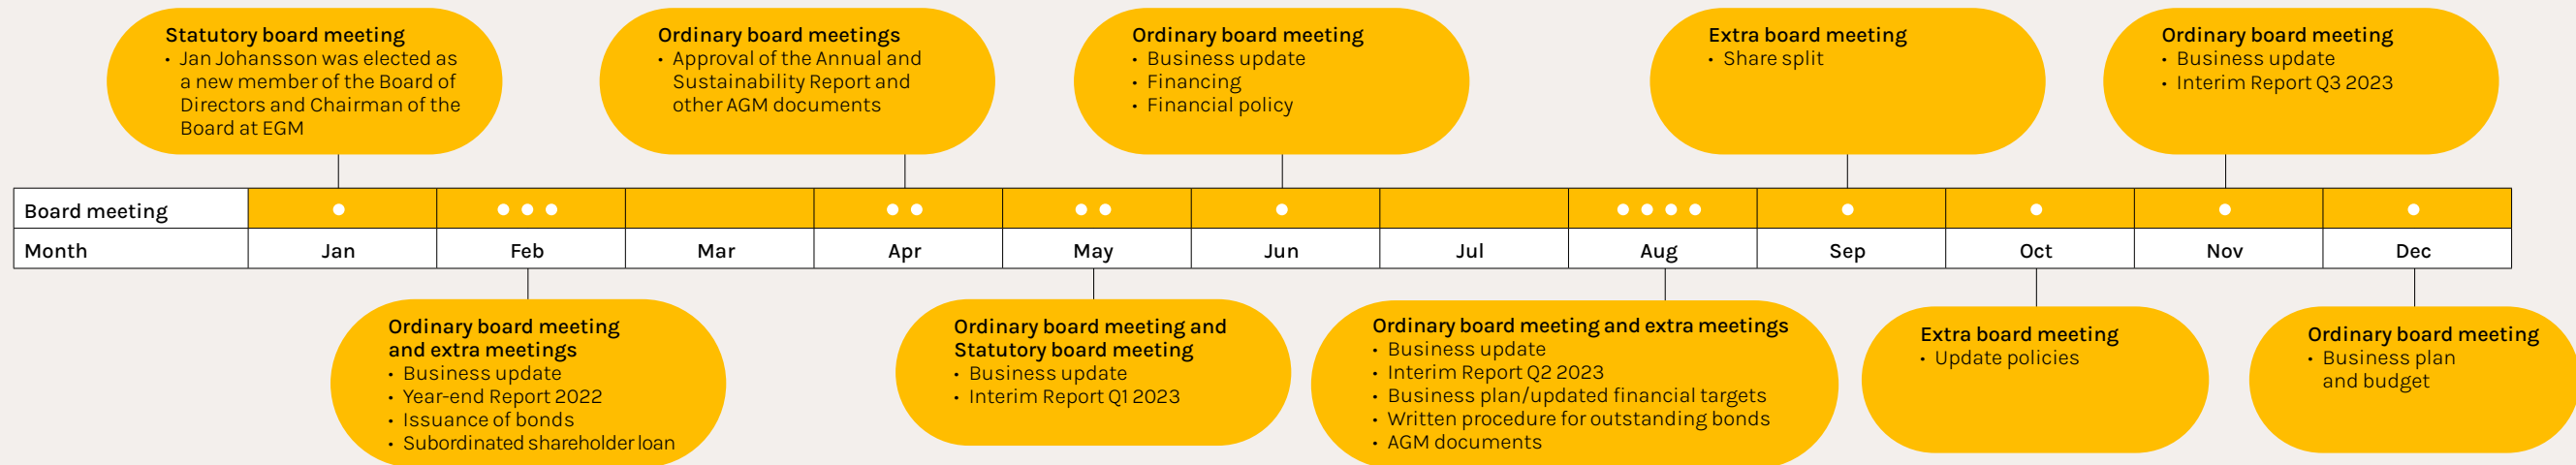 Statutory board meeting
• Jan Johansson was elected as
a new member of the Board of
Directors and Chairman of the
Board at EGM
Ordinary board meetings
• Approval of the Annual and
Sustainability Report and
other AGM documents
Ordinary board meeting
• Business update
• Financing
• Financial policy
Extra board meeting
• Share split
Ordinary board meeting
• Business update
• Interim Report Q3 2023
Board meeting
Month Jan Feb Mar Apr May Jun Jul Aug Sep Oct Nov Dec
Ordinary board meeting
and extra meetings
• Business update
• Year-end Report 2022
• Issuance of bonds
• Subordinated shareholder loan
Ordinary board meeting and
Statutory board meeting
• Business update
• Interim Report Q1 2023
Ordinary board meeting and extra meetings
• Business update
• Interim Report Q2 2023
• Business plan/updated financial targets
• Written procedure for outstanding bonds
• AGM documents
Extra board meeting
• Update policies
Ordinary board meeting
• Business plan
and budget